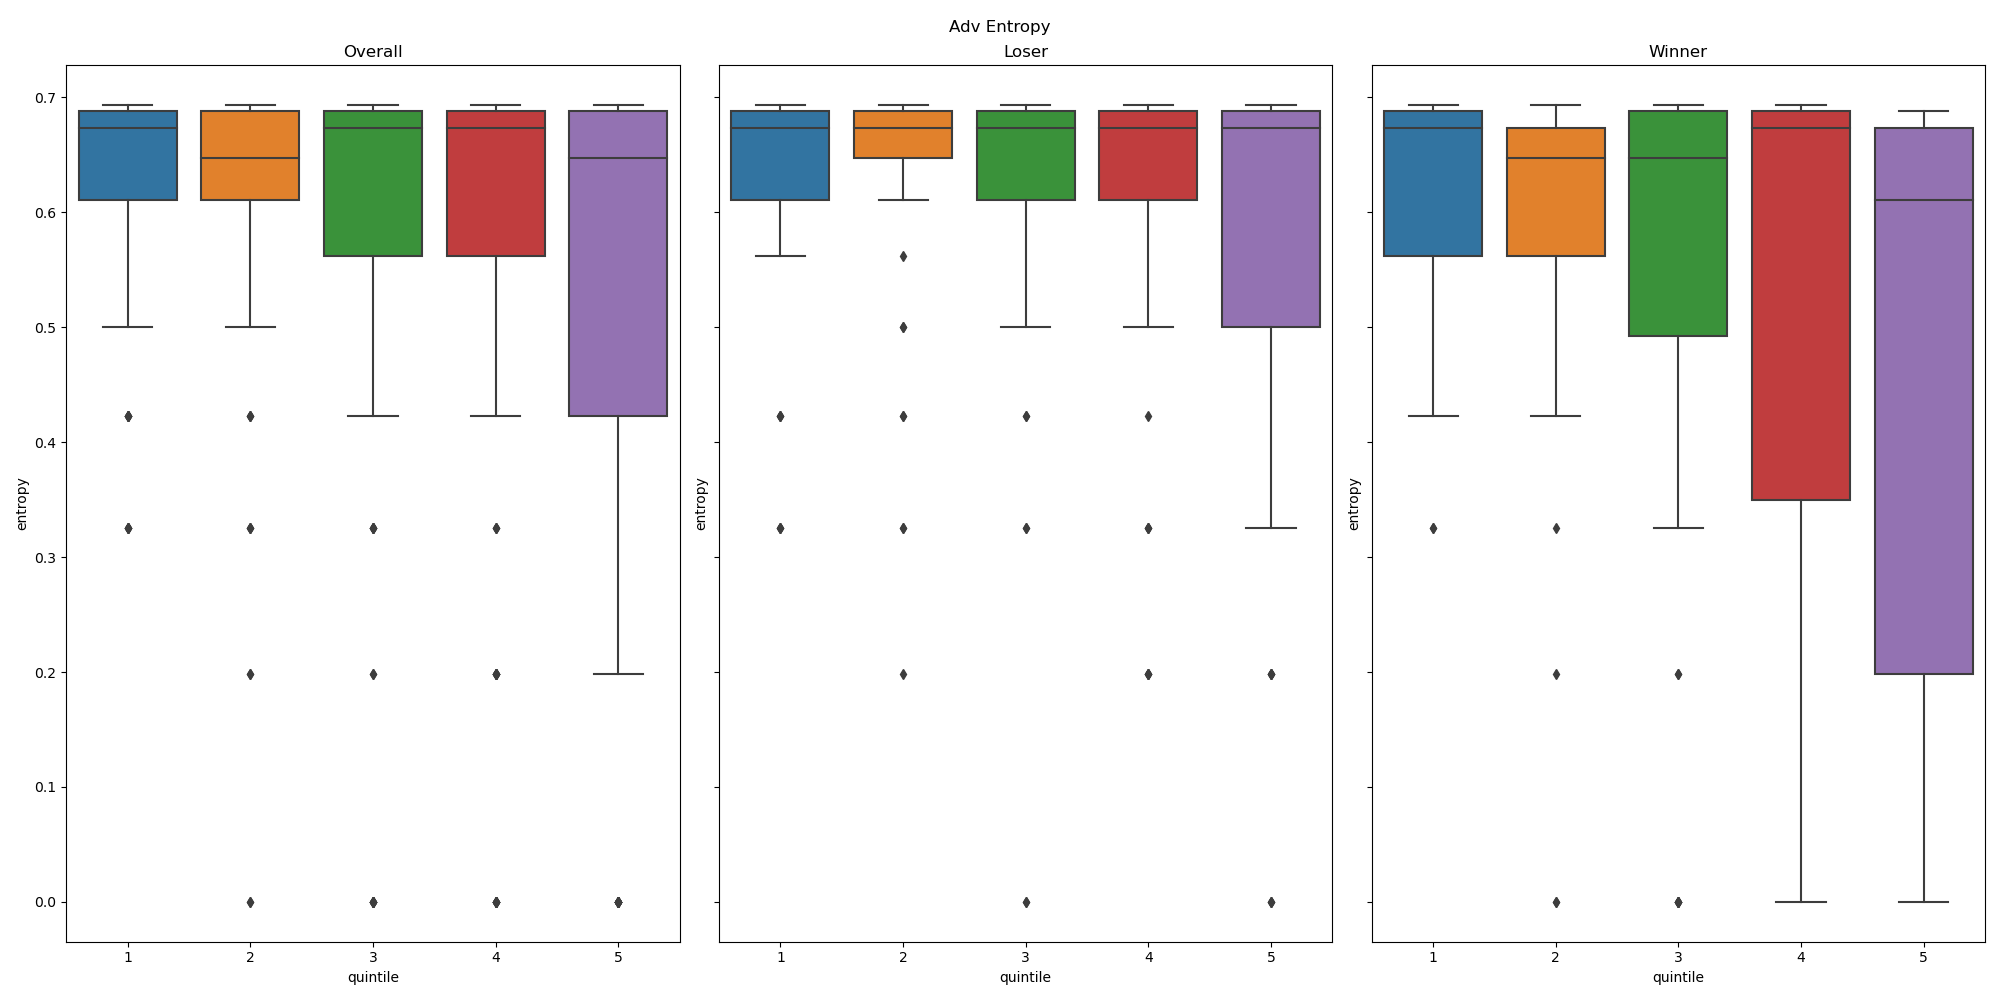 Adv Entropy
Overall
Loser
Winner
0.7
0.6
0.5
0.4
0.3
0.2
0.1
0.0
entropy
entropy
entropy
1 2 3 4 5
1 2 3 4 5
1 2 3 4 5
quintile
quintile
quintile